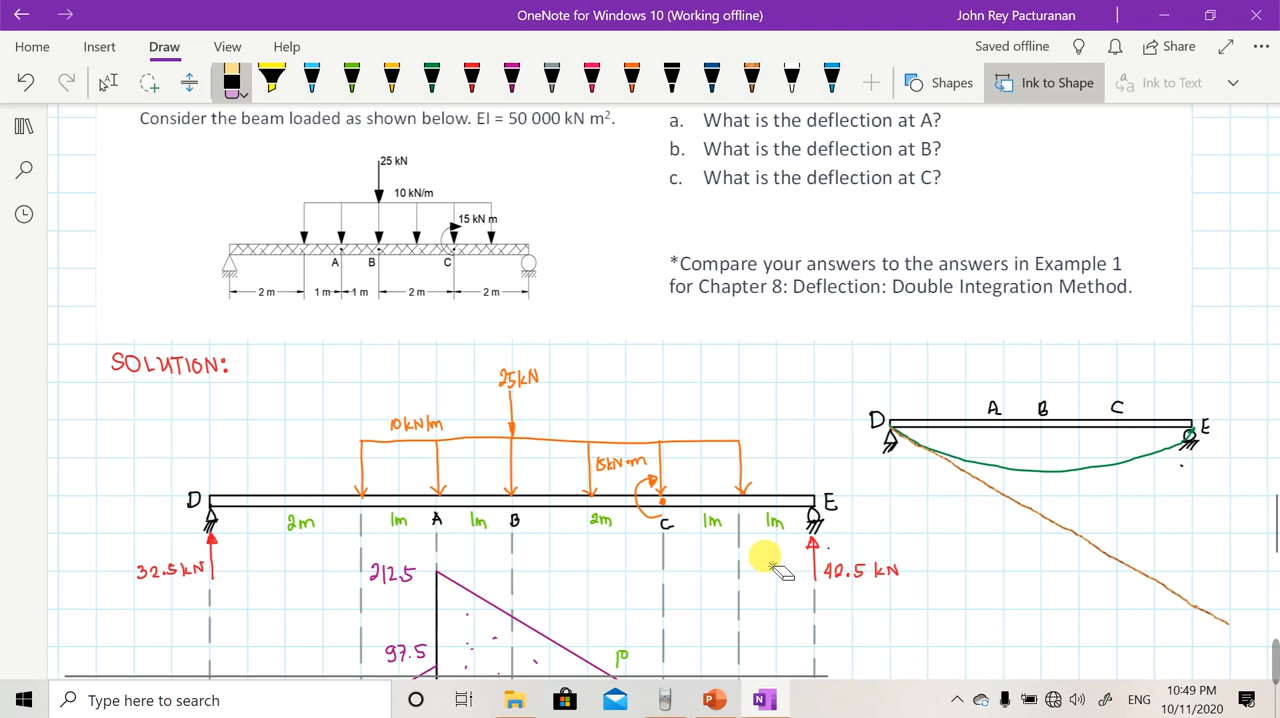 OneNote for Windows 10 (Working offline)
John Rey Pacturanan
Home Insert Draw View Help
Saved offline
Share
Shapes
Ink to Shape
Ink to Text
Consider the beam loaded as shown below. EI = 50 000 kN m².
a. What is the deflection at A?
b. What is the deflection at B?
c. What is the deflection at C?
25 kN
10 kN/m
15 kN m
A B C
2 m 1 m 1 m 2 m 2 m
*Compare your answers to the answers in Example 1
for Chapter 8: Deflection: Double Integration Method.
SOLUTION:
25kN
10kN/m
15kN·m
D E
2m 1m A 1m B 2m C 1m 1m
32.5kN
42.5 kN
212.5
97.5
A B C
D E
Type here to search
ENG
10:49 PM
10/11/2020